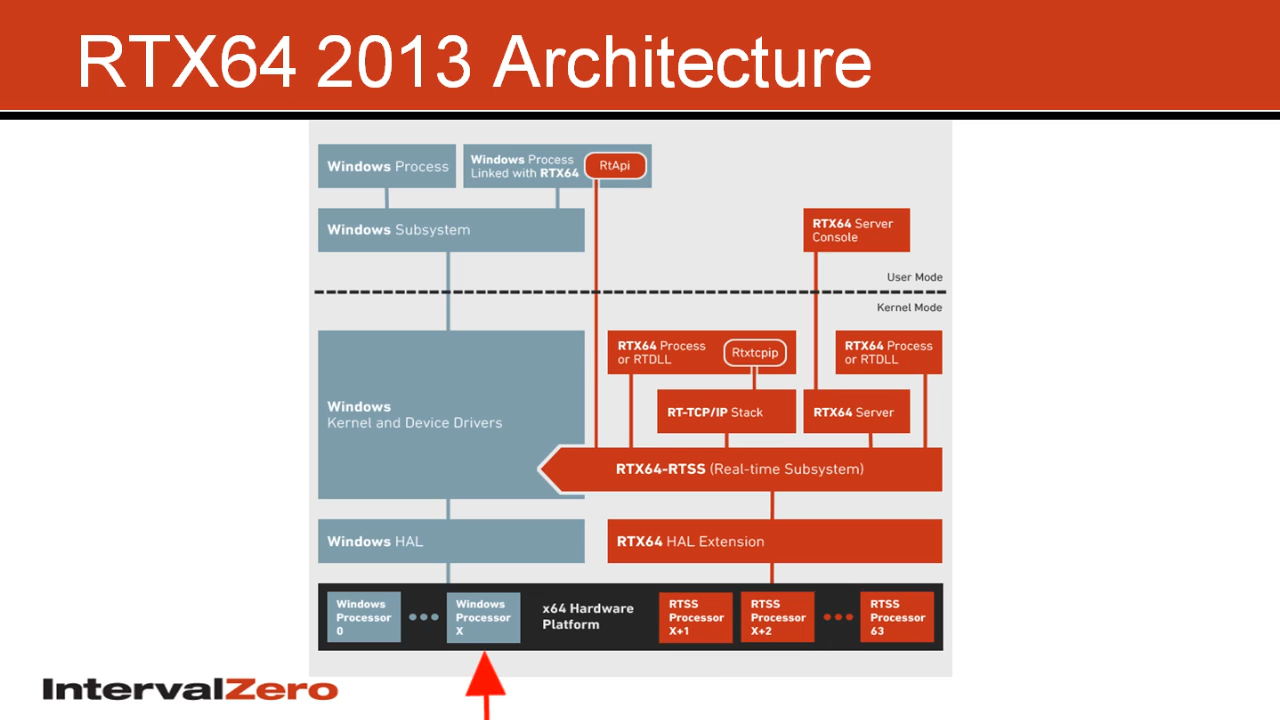 RTX64 2013 Architecture
Windows Process
Windows Process
Linked with RTX64
RtApi
Windows Subsystem
RTX64 Server
Console
User Mode
Kernel Mode
RTX64 Process
or RTDLL
Rtxtcpip
RTX64 Process
or RTDLL
Windows
Kernel and Device Drivers
RT-TCP/IP Stack
RTX64 Server
RTX64-RTSS (Real-time Subsystem)
Windows HAL
RTX64 HAL Extension
Windows
Processor
0
Windows
Processor
X
x64 Hardware
Platform
RTSS
Processor
X+1
RTSS
Processor
X+2
RTSS
Processor
63
IntervalZero